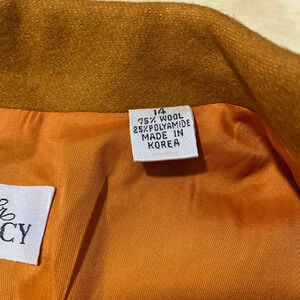 14
75% WOOL
25% POLYAMIDE
MADE IN
KOREA
CY